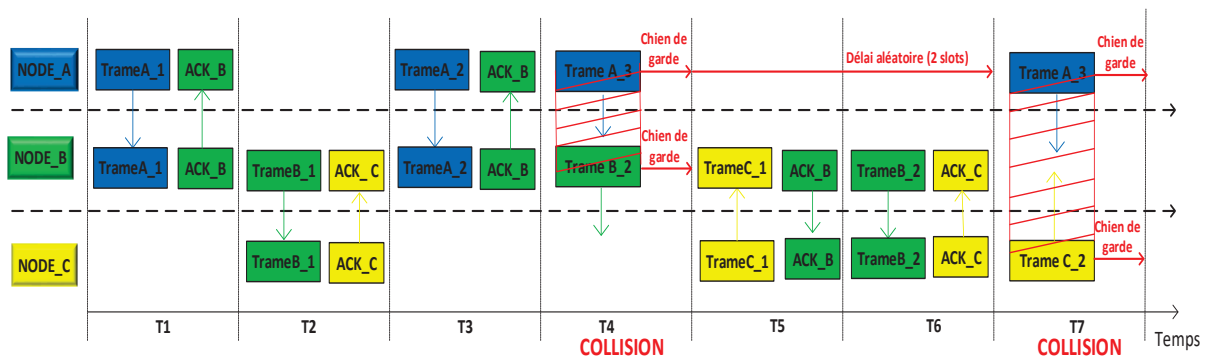 NODE_A
TrameA_1
ACK_B
TrameA_2
ACK_B
Trame A_3
Chien de
garde
Délai aléatoire (2 slots)
Trame A_3
Chien de
garde
NODE_B
TrameA_1
ACK_B
TrameB_1
ACK_C
TrameA_2
ACK_B
Trame B_2
Chien de
garde
TrameC_1
ACK_B
TrameB_2
ACK_C
NODE_C
TrameB_1
ACK_C
TrameC_1
ACK_B
TrameB_2
ACK_C
Trame C_2
Chien de
garde
T1
T2
T3
T4
T5
T6
T7
Temps
COLLISION
COLLISION